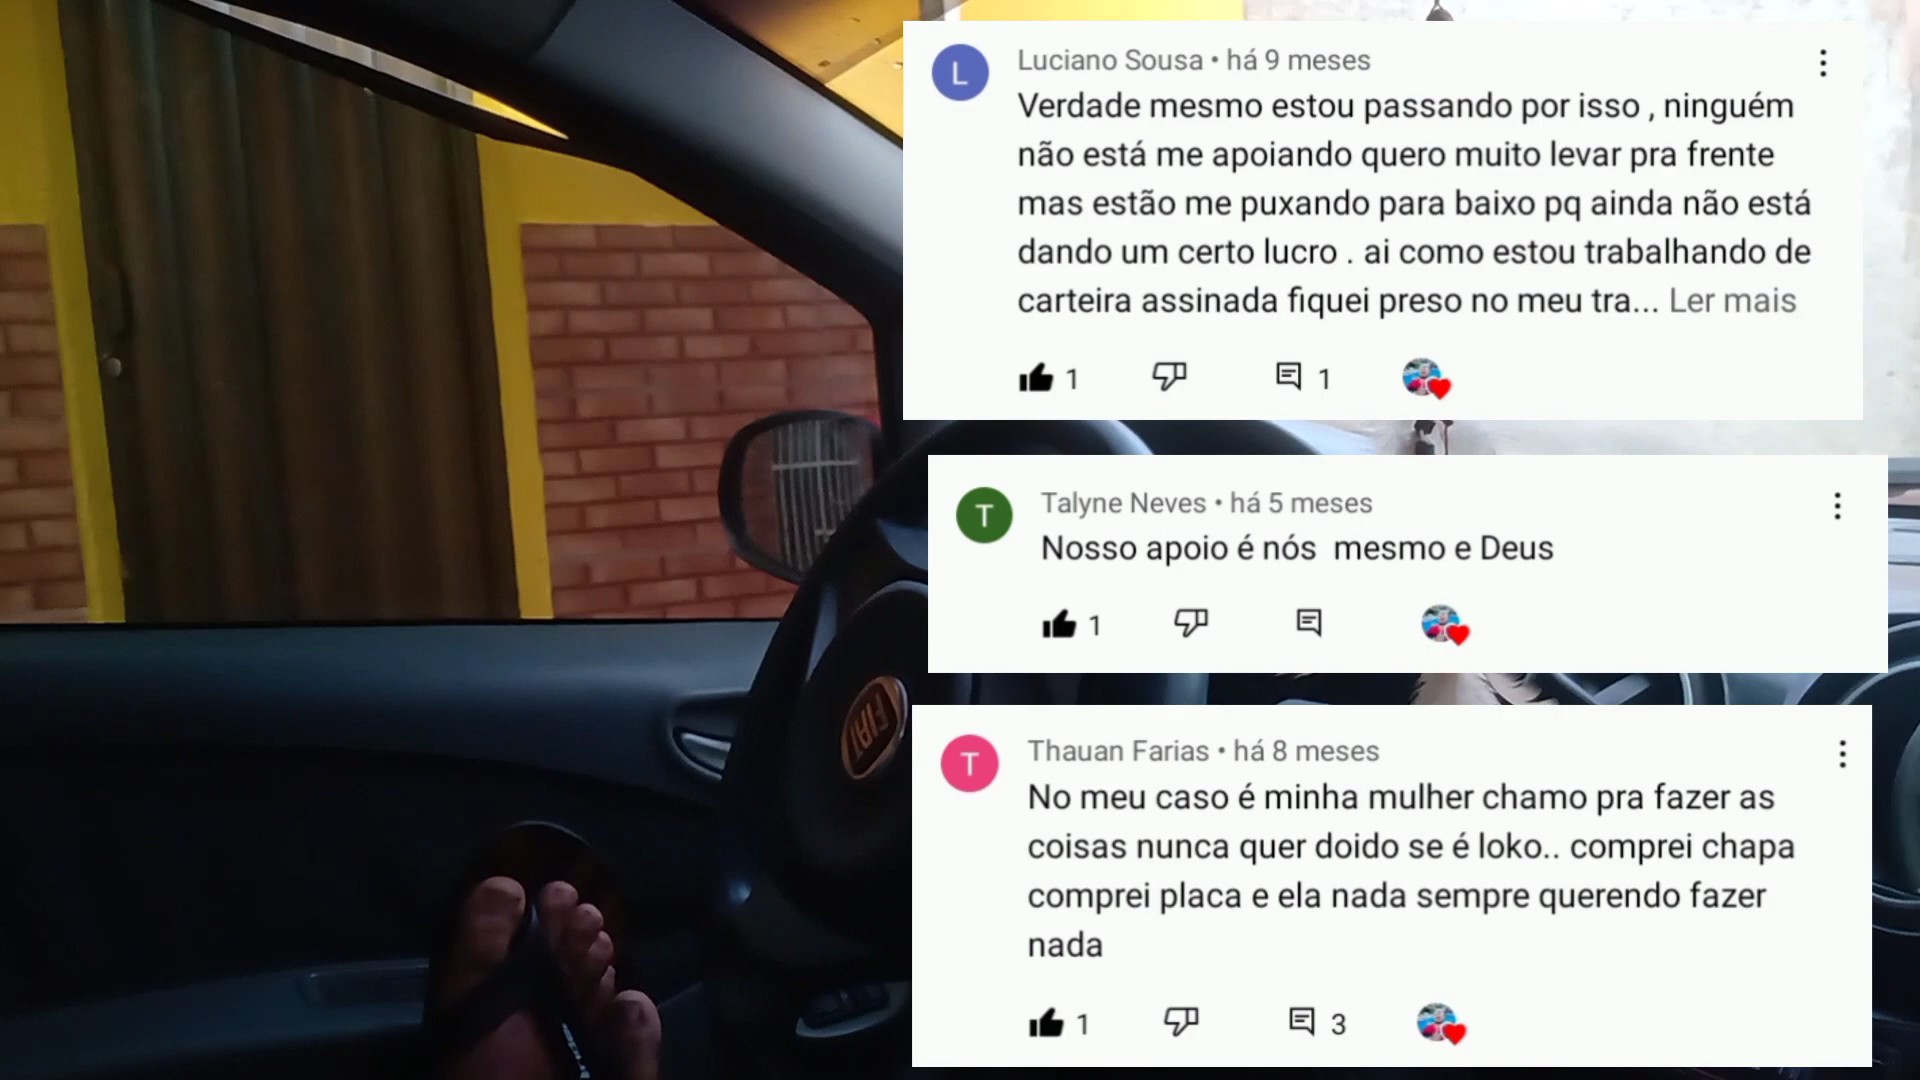 L
Luciano Sousa • há 9 meses
Verdade mesmo estou passando por isso , ninguém
não está me apoiando quero muito levar pra frente
mas estão me puxando para baixo pq ainda não está
dando um certo lucro . ai como estou trabalhando de
carteira assinada fiquei preso no meu tra... Ler mais
1
1
T
Talyne Neves • há 5 meses
Nosso apoio é nós mesmo e Deus
1
T
Thauan Farias • há 8 meses
No meu caso é minha mulher chamo pra fazer as
coisas nunca quer doido se é loko.. comprei chapa
comprei placa e ela nada sempre querendo fazer
nada
1
3
FIAT